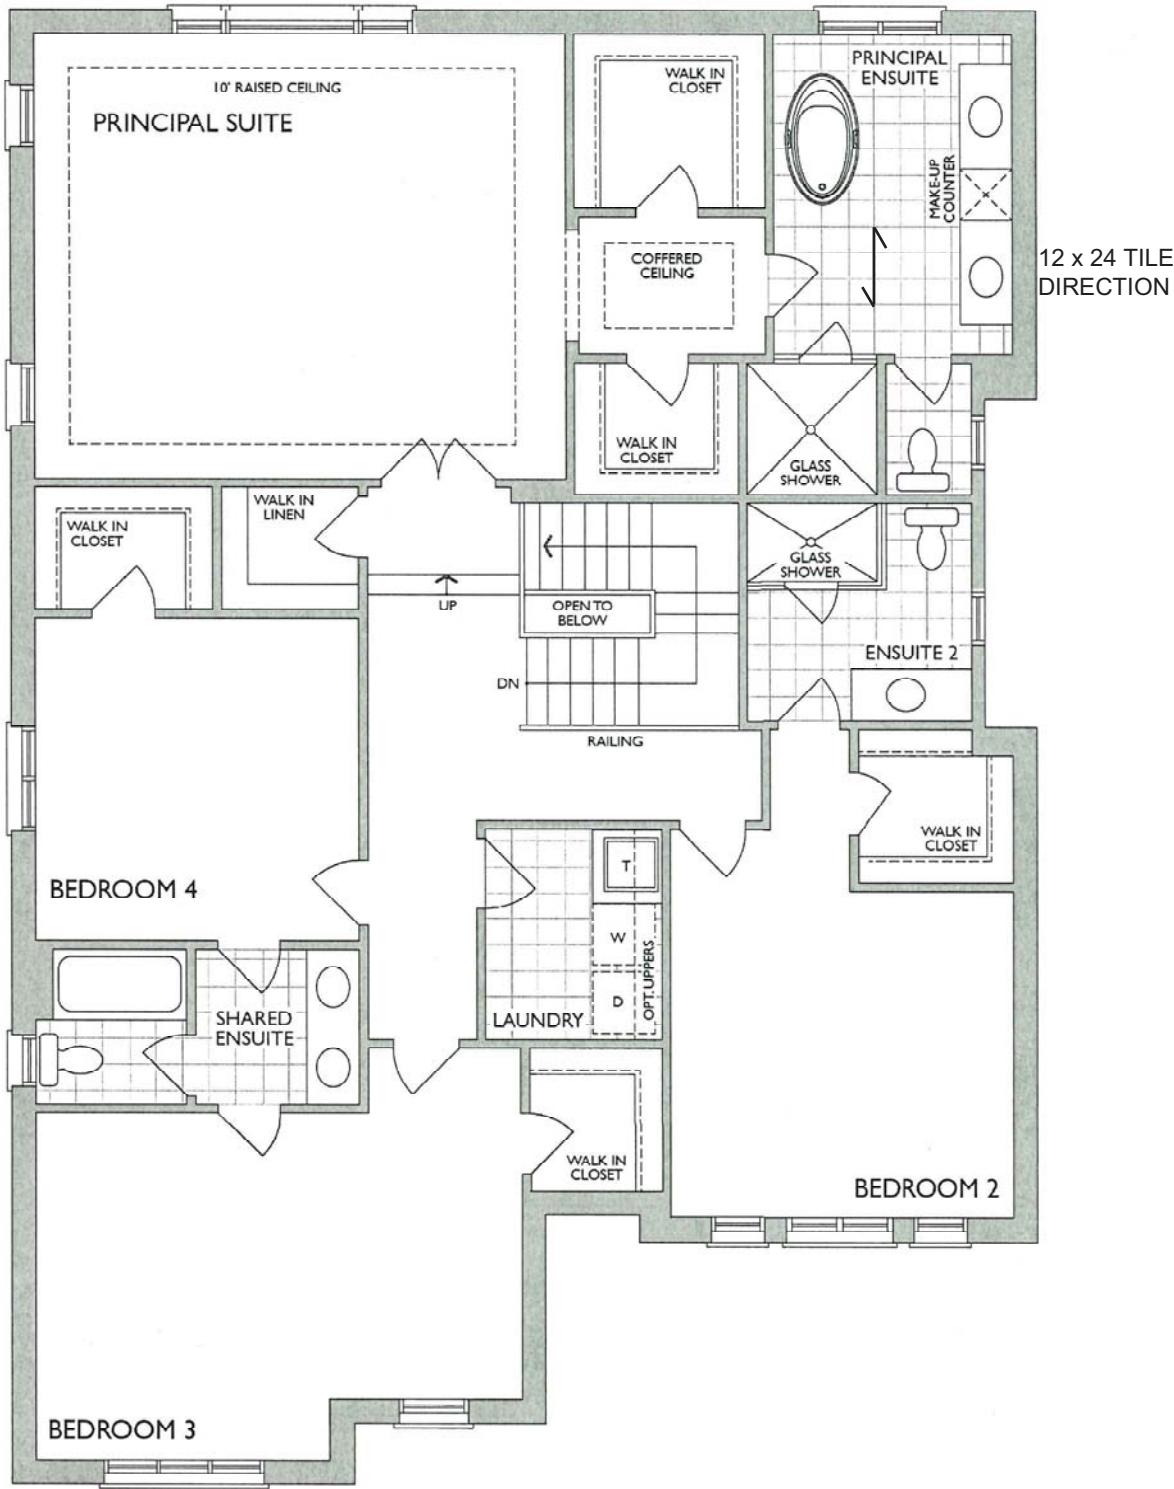 10' RAISED CEILING
PRINCIPAL SUITE
WALK IN
CLOSET
PRINCIPAL
ENSUITE
MAKE-UP
COUNTER
COFFERED
CEILING
12 x 24 TILE
DIRECTION
WALK IN
CLOSET
GLASS
SHOWER
WALK IN
LINEN
WALK IN
CLOSET
GLASS
SHOWER
UP
OPEN TO
BELOW
ENSUITE 2
DN
RAILING
WALK IN
CLOSET
BEDROOM 4
T
W
D
OPT. UPPERS
LAUNDRY
SHARED
ENSUITE
WALK IN
CLOSET
BEDROOM 2
BEDROOM 3